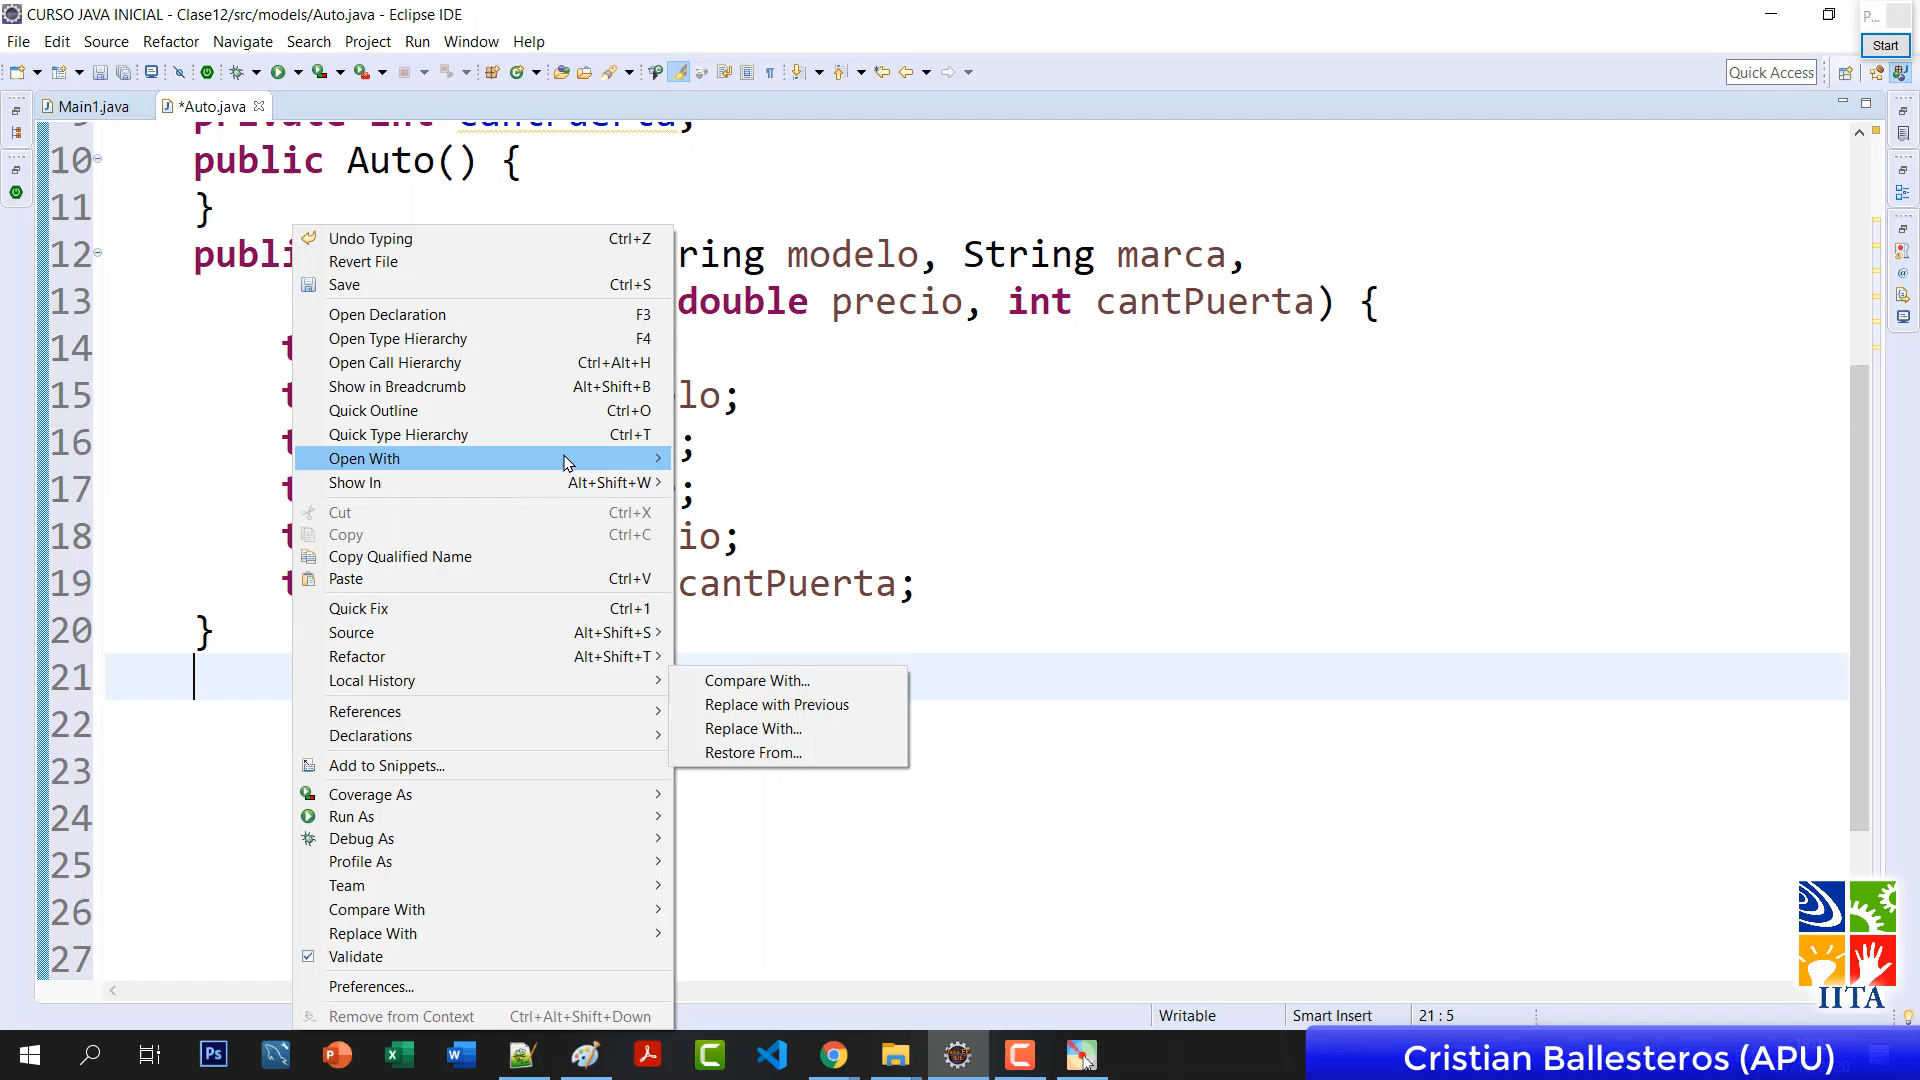 CURSO JAVA INICIAL - Clase12/src/models/Auto.java - Eclipse IDE
P...
File Edit Source Refactor Navigate Search Project Run Window Help
Start
Quick Access
Main1.java *Auto.java
private int cantPuerta;
10 public Auto() {
11 }
12 publi ring modelo, String marca,
13 double precio, int cantPuerta) {
14 t
15 t lo;
16 t ;
17 t ;
18 t io;
19 t cantPuerta;
20 }
21
22
23
24
25
26
27
Undo Typing Ctrl+Z
Revert File
Save Ctrl+S
Open Declaration F3
Open Type Hierarchy F4
Open Call Hierarchy Ctrl+Alt+H
Show in Breadcrumb Alt+Shift+B
Quick Outline Ctrl+O
Quick Type Hierarchy Ctrl+T
Open With
Show In Alt+Shift+W
Cut Ctrl+X
Copy Ctrl+C
Copy Qualified Name
Paste Ctrl+V
Quick Fix Ctrl+1
Source Alt+Shift+S
Refactor Alt+Shift+T
Local History
References
Declarations
Add to Snippets...
Coverage As
Run As
Debug As
Profile As
Team
Compare With
Replace With
Validate
Preferences...
Remove from Context Ctrl+Alt+Shift+Down
Compare With...
Replace with Previous
Replace With...
Restore From...
IITA
Writable Smart Insert 21 : 5
Cristian Ballesteros (APU)